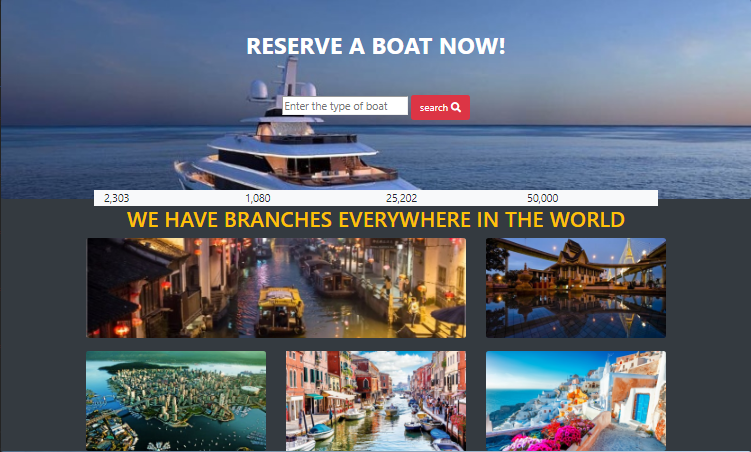 RESERVE A BOAT NOW!
Enter the type of boat search
2,303 1,080 25,202 50,000
WE HAVE BRANCHES EVERYWHERE IN THE WORLD